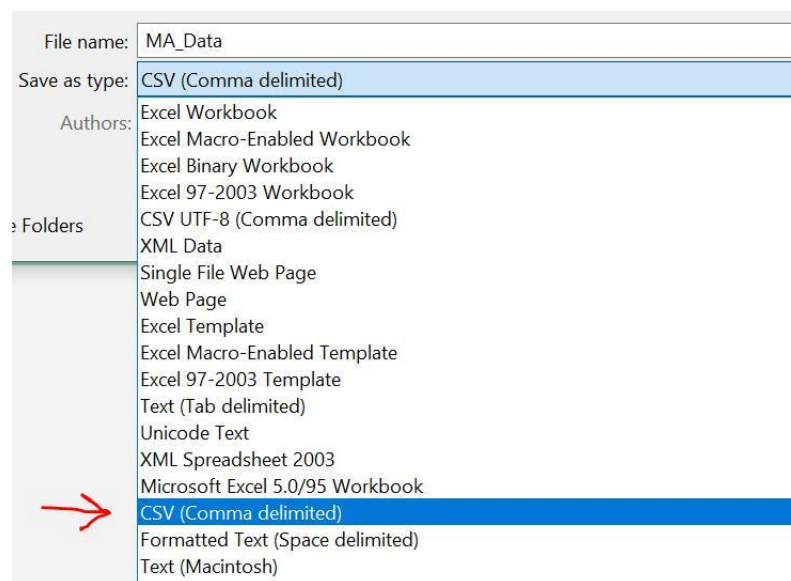 File name: MA_Data
Save as type: CSV (Comma delimited)
Authors:
Excel Workbook
Excel Macro-Enabled Workbook
Excel Binary Workbook
Excel 97-2003 Workbook
CSV UTF-8 (Comma delimited)
e Folders
XML Data
Single File Web Page
Web Page
Excel Template
Excel Macro-Enabled Template
Excel 97-2003 Template
Text (Tab delimited)
Unicode Text
XML Spreadsheet 2003
Microsoft Excel 5.0/95 Workbook
CSV (Comma delimited)
Formatted Text (Space delimited)
Text (Macintosh)